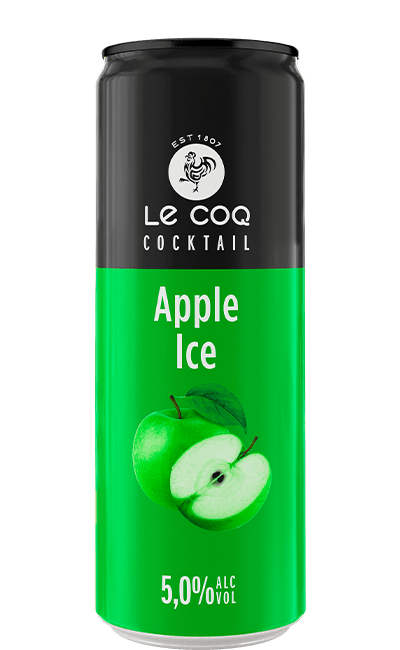 EST 1807
LE COQ
COCKTAIL
Apple
Ice
5,0% ALC
VOL